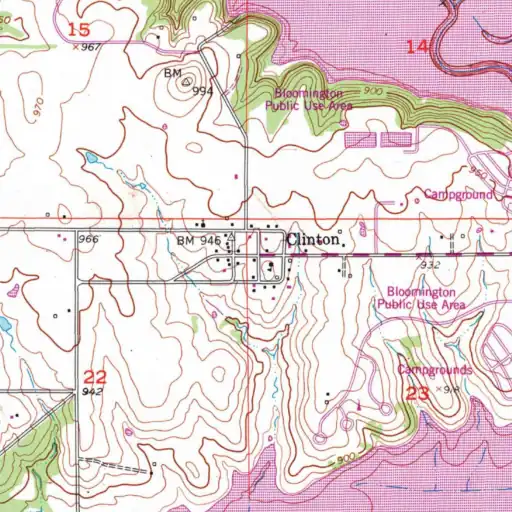 15
967
14
BM
994
900
Bloomington
Public Use Area
970
950
Campground
966
BM 946
Clinton
932
Bloomington
Public Use Area
22
942
Campgrounds
23
918
900